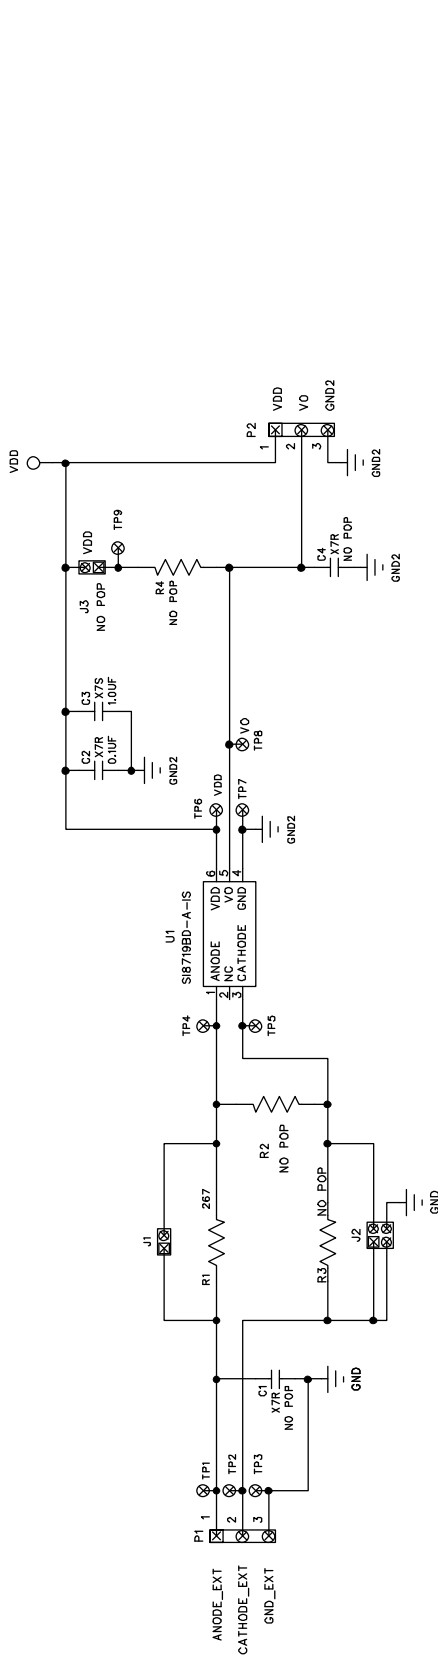 ANODE_EXT
CATHODE_EXT
GND_EXT
P1
1
2
3
TP1
TP2
TP3
C1
X7R
NO POP
GND
J1
R1
267
R3
NO POP
J2
GND
R2
NO POP
TP4
TP5
U1
SI8719BD-A-IS
1
2
3
ANODE
NC
CATHODE
VDD
VO
GND
6
5
4
TP6
VDD
TP7
GND2
VO
TP8
C2
X7R
0.1UF
C3
X7S
1.0UF
GND2
J3
VDD
NO POP
TP9
R4
NO POP
C4
X7R
NO POP
GND2
VDD
P2
1
2
3
VDD
VO
GND2
GND2